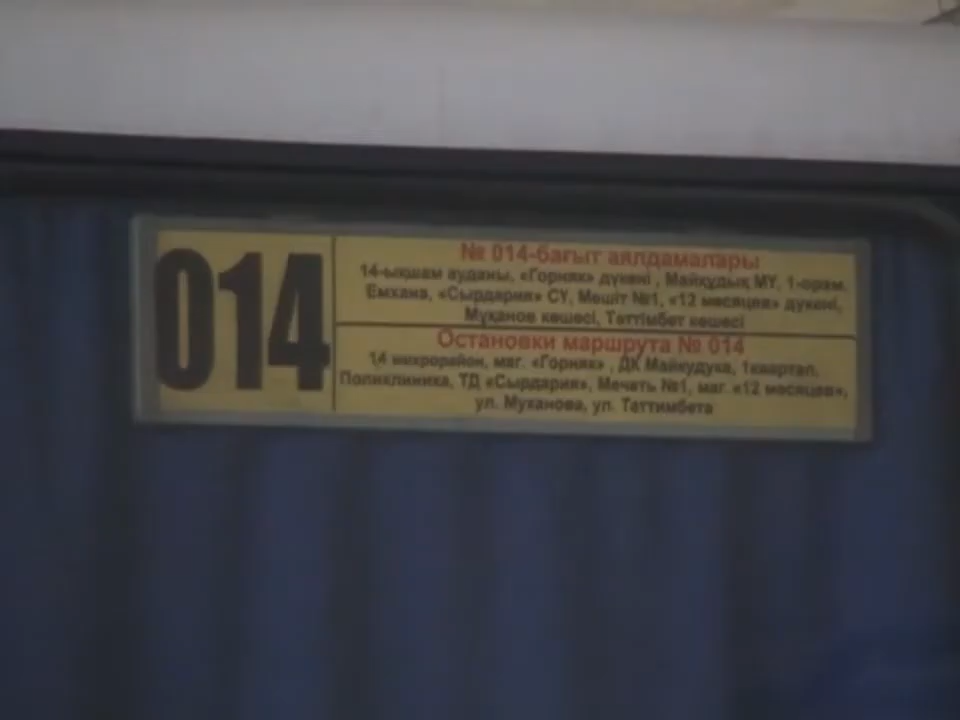 014
№ 014-бағыт аялдамалары
14-ықшам ауданы, «Горняк» дүкені , Майқұдық МҮ, 1-орам.
Емхана, «Сырдария» СҮ, Мешіт №1, «12 месяцев» дүкені,
Мұқанов көшесі, Тәттімбет көшесі
Остановки маршрута № 014
14 микрорайон, маг. «Горняк» , ДК Майкудука, 1квартал,
Поликлиника, ТД «Сырдария», Мечеть №1, маг. «12 месяцев»,
ул. Муканова, ул. Таттимбета